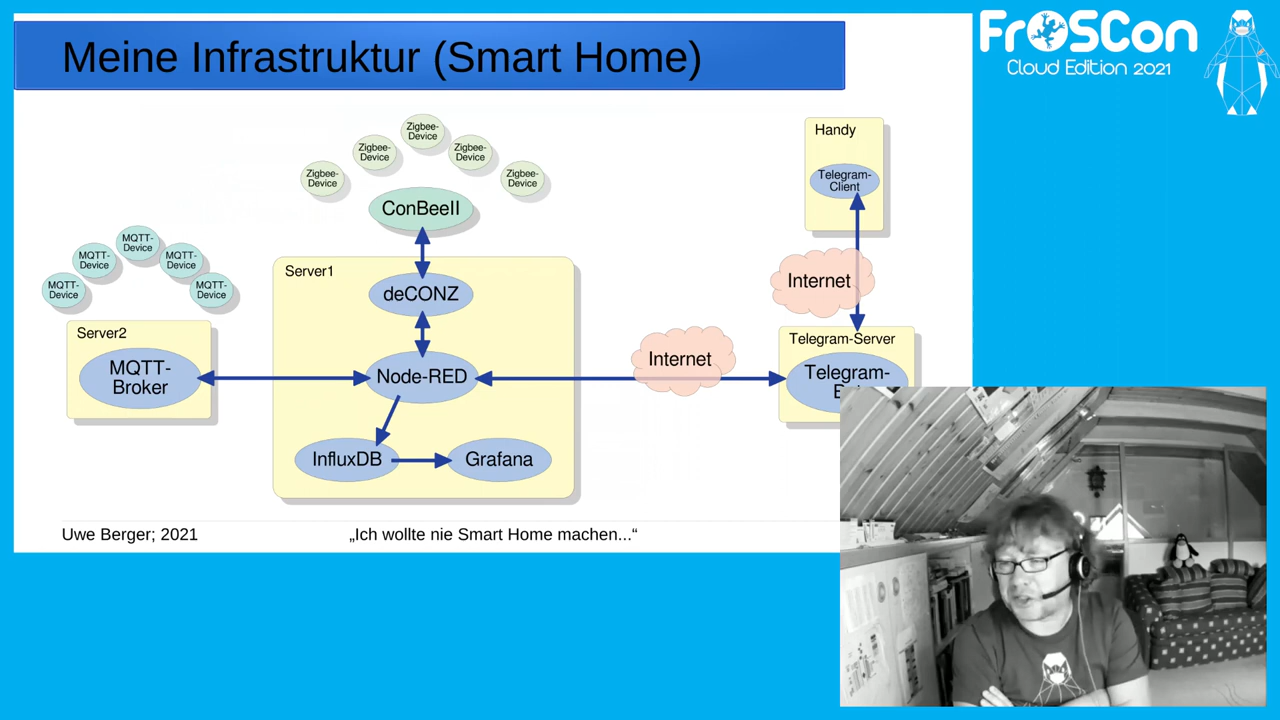 Meine Infrastruktur (Smart Home)
FrOSCon
Cloud Edition 2021
Zigbee-
Device
Zigbee-
Device
Zigbee-
Device
Zigbee-
Device
Zigbee-
Device
ConBeeII
MQTT-
Device
MQTT-
Device
MQTT-
Device
MQTT-
Device
MQTT-
Device
Server2
MQTT-
Broker
Server1
deCONZ
Node-RED
InfluxDB
Grafana
Internet
Handy
Telegram-
Client
Internet
Telegram-Server
Telegram-
Uwe Berger; 2021
„Ich wollte nie Smart Home machen...“